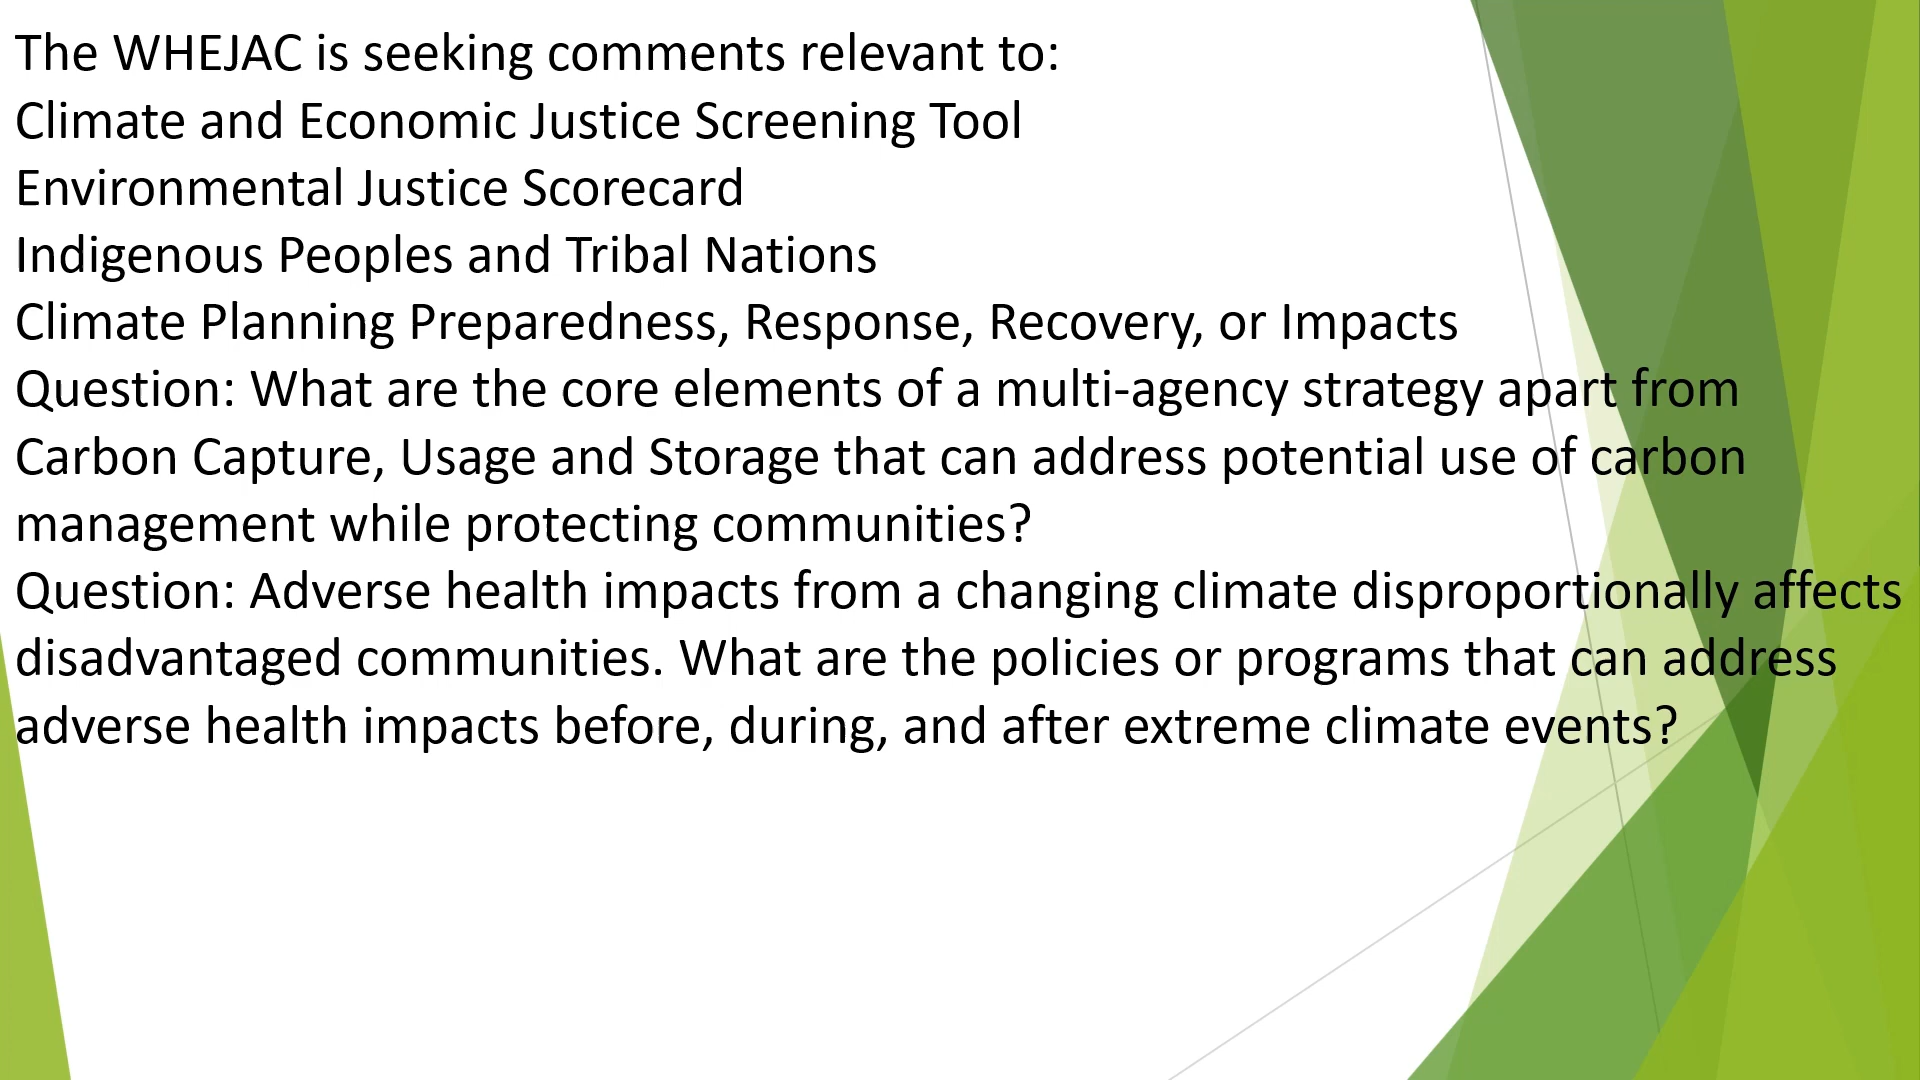 The WHEJAC is seeking comments relevant to:
Climate and Economic Justice Screening Tool
Environmental Justice Scorecard
Indigenous Peoples and Tribal Nations
Climate Planning Preparedness, Response, Recovery, or Impacts
Question: What are the core elements of a multi-agency strategy apart from
Carbon Capture, Usage and Storage that can address potential use of carbon
management while protecting communities?
Question: Adverse health impacts from a changing climate disproportionally affects
disadvantaged communities. What are the policies or programs that can address
adverse health impacts before, during, and after extreme climate events?